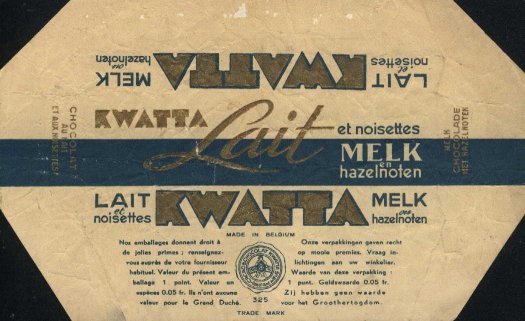 LAIT et noisettes KWATTA MELK en hazelnoten
KWATTA Lait et noisettes
MELK en hazelnoten
CHOCOLAT AU LAIT ET AUX NOISETTES
MELK CHOCOLADE MET HAZELNOTEN
LAIT et noisettes KWATTA MELK en hazelnoten
MADE IN BELGIUM
Nos emballages donnent droit à
de jolies primes ; renseignez-
vous auprès de votre fournisseur
habituel. Valeur du présent em-
ballage 1 point. Valeur en
espèces 0.05 fr. Ils n'ont aucune
valeur pour le Grand Duché.
325
Onze verpakkingen geven recht
op mooie premies. Vraag in-
lichtingen aan uw winkelier.
Waarde van deze verpakking :
1 punt. Geldswaarde 0.05 fr.
Zij hebben geen waarde
voor het Groothertogdom.
TRADE MARK